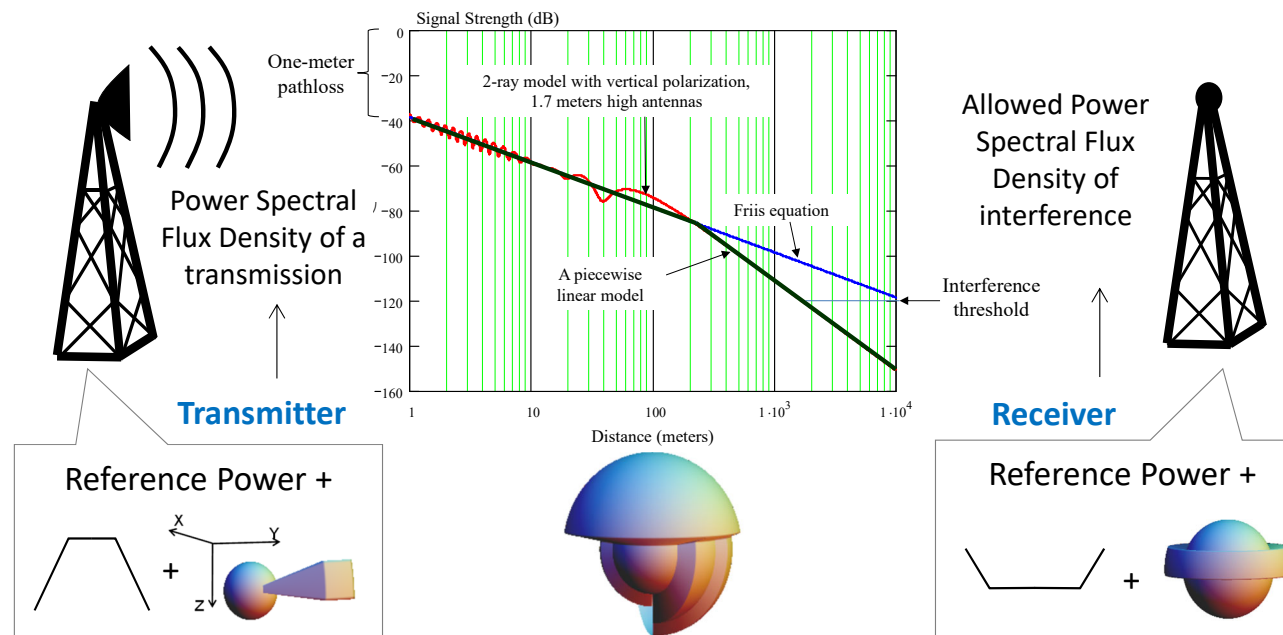 Signal Strength (dB)
0
−20
−40
−60
−80
−100
−120
−140
−160
1
10
100
1·10³
1·10⁴
Distance (meters)
One-meter
pathloss
2-ray model with vertical polarization,
1.7 meters high antennas
Friis equation
A piecewise
linear model
Interference
threshold
Power Spectral
Flux Density of a
transmission
Transmitter
Reference Power +
+
X
Y
Z
Allowed Power
Spectral Flux
Density of
interference
Receiver
Reference Power +
+